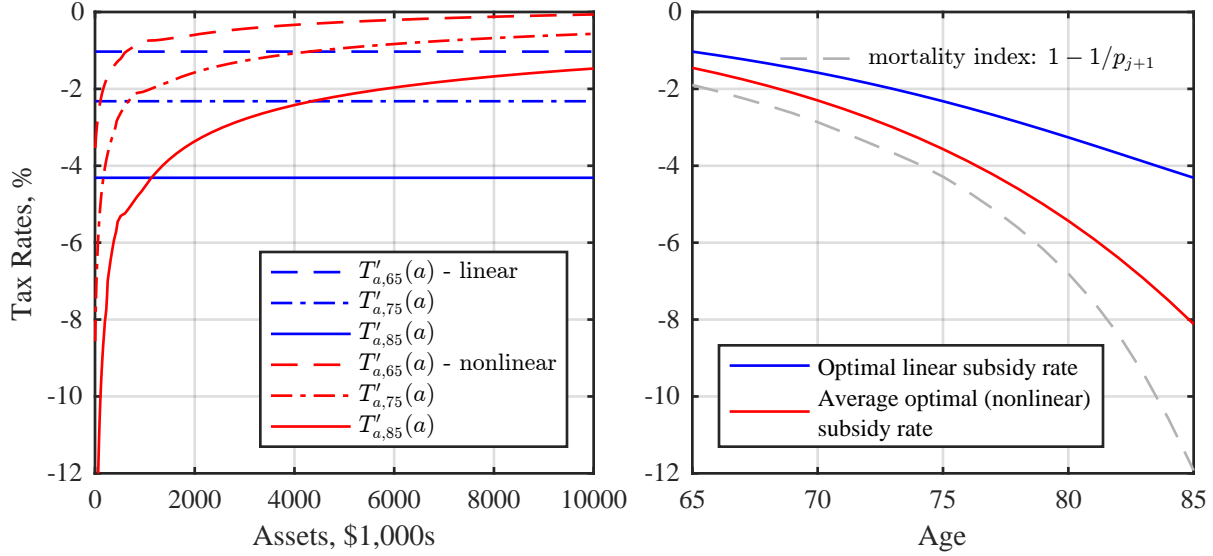 Tax Rates, %
0
-2
-4
-6
-8
-10
-12
0
2000
4000
6000
8000
10000
Assets, $1,000s
T′a,65(a) - linear
T′a,75(a)
T′a,85(a)
T′a,65(a) - nonlinear
T′a,75(a)
T′a,85(a)
0
-2
-4
-6
-8
-10
-12
65
70
75
80
85
Age
mortality index: 1 − 1/pj+1
Optimal linear subsidy rate
Average optimal (nonlinear)
subsidy rate